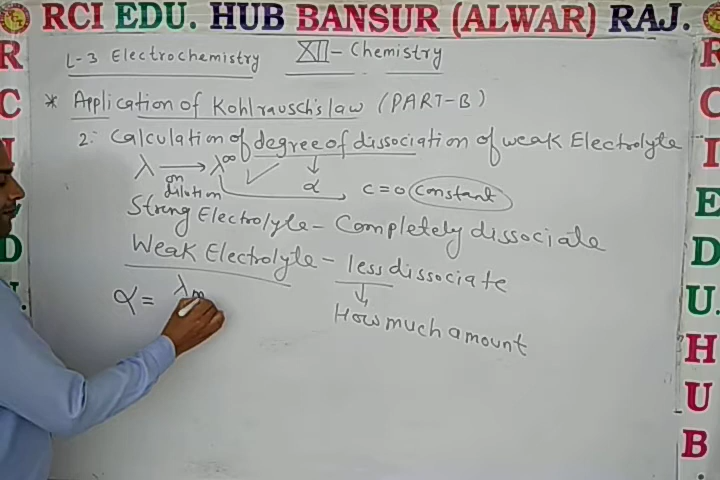 RCI EDU. HUB BANSUR (ALWAR) RAJ.
L-3 Electrochemistry XII - Chemistry
* Application of Kohlrausch's law (PART-B)
2:- Calculation of degree of dissociation of weak Electrolyte
λ → λ∞ α c=0 Constant
on dilution
Strong Electrolyte - Completely dissociate
Weak Electrolyte - less dissociate
α = λm
How much amount
R
C
D
R
C
I
E
D
U.
H
U
B